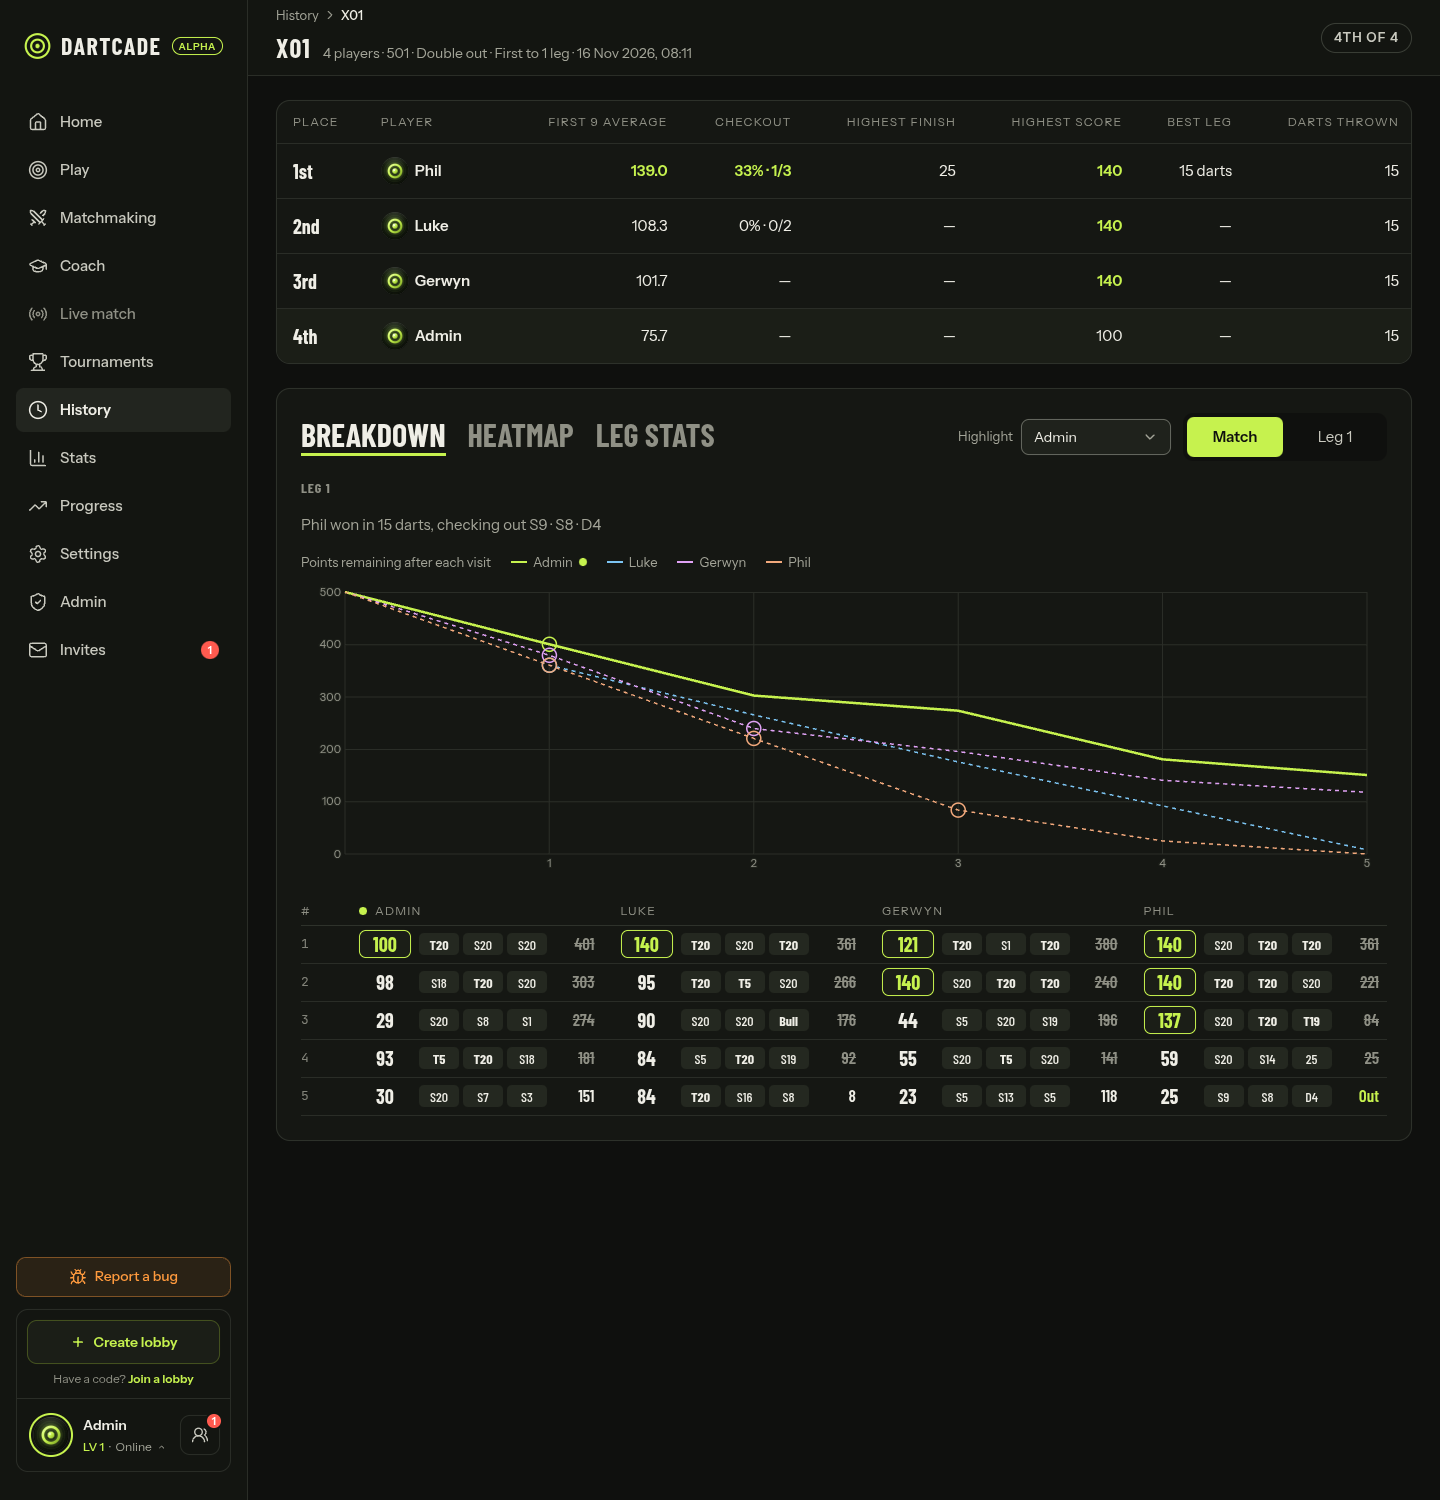 DARTCADE ALPHA
Home
Play
Matchmaking
Coach
Live match
Tournaments
History
Stats
Progress
Settings
Admin
Invites 1
Report a bug
+ Create lobby
Have a code? Join a lobby
Admin
LV 1 · Online
1
History > X01
X01 4 players · 501 · Double out · First to 1 leg · 16 Nov 2026, 08:11
4TH OF 4
PLACE PLAYER FIRST 9 AVERAGE CHECKOUT HIGHEST FINISH HIGHEST SCORE BEST LEG DARTS THROWN
1st Phil 139.0 33% · 1/3 25 140 15 darts 15
2nd Luke 108.3 0% · 0/2 — 140 — 15
3rd Gerwyn 101.7 — — 140 — 15
4th Admin 75.7 — — 100 — 15
BREAKDOWN HEATMAP LEG STATS
Highlight Admin Match Leg 1
LEG 1
Phil won in 15 darts, checking out S9 · S8 · D4
Points remaining after each visit Admin Luke Gerwyn Phil
500
400
300
200
100
0
1 2 3 4 5
# ADMIN LUKE GERWYN PHIL
1 100 T20 S20 S20 401 140 T20 S20 T20 361 121 T20 S1 T20 380 140 S20 T20 T20 361
2 98 S18 T20 S20 303 95 T20 T5 S20 266 140 S20 T20 T20 240 140 T20 T20 S20 221
3 29 S20 S8 S1 274 90 S20 S20 Bull 176 44 S5 S20 S19 196 137 S20 T20 T19 84
4 93 T5 T20 S18 181 84 S5 T20 S19 92 55 S20 T5 S20 141 59 S20 S14 25 25
5 30 S20 S7 S3 151 84 T20 S16 S8 8 23 S5 S13 S5 118 25 S9 S8 D4 Out